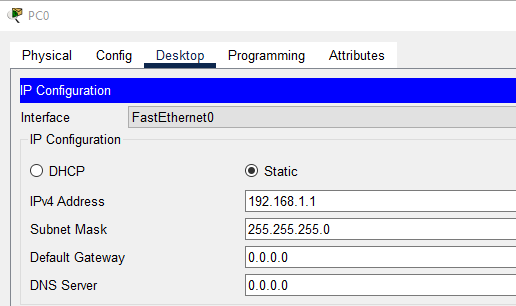 PC0
Physical Config Desktop Programming Attributes
IP Configuration
Interface FastEthernet0
IP Configuration
DHCP Static
IPv4 Address 192.168.1.1
Subnet Mask 255.255.255.0
Default Gateway 0.0.0.0
DNS Server 0.0.0.0